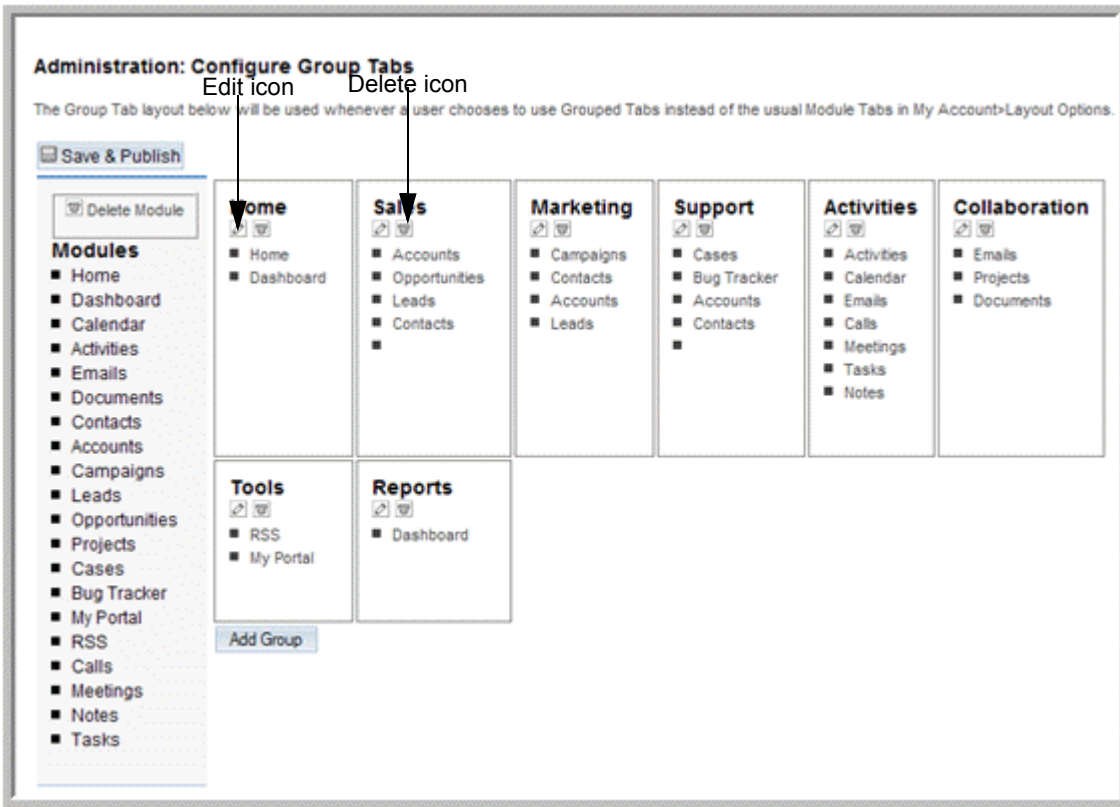 Administration: Configure Group Tabs
Edit icon
Delete icon
The Group Tab layout below will be used whenever a user chooses to use Grouped Tabs instead of the usual Module Tabs in My Account>Layout Options.
Save & Publish
Delete Module
Modules
Home
Dashboard
Calendar
Activities
Emails
Documents
Contacts
Accounts
Campaigns
Leads
Opportunities
Projects
Cases
Bug Tracker
My Portal
RSS
Calls
Meetings
Notes
Tasks
Home
Home
Dashboard
Sales
Accounts
Opportunities
Leads
Contacts
Marketing
Campaigns
Contacts
Accounts
Leads
Support
Cases
Bug Tracker
Accounts
Contacts
Activities
Activities
Calendar
Emails
Calls
Meetings
Tasks
Notes
Collaboration
Emails
Projects
Documents
Tools
RSS
My Portal
Reports
Dashboard
Add Group